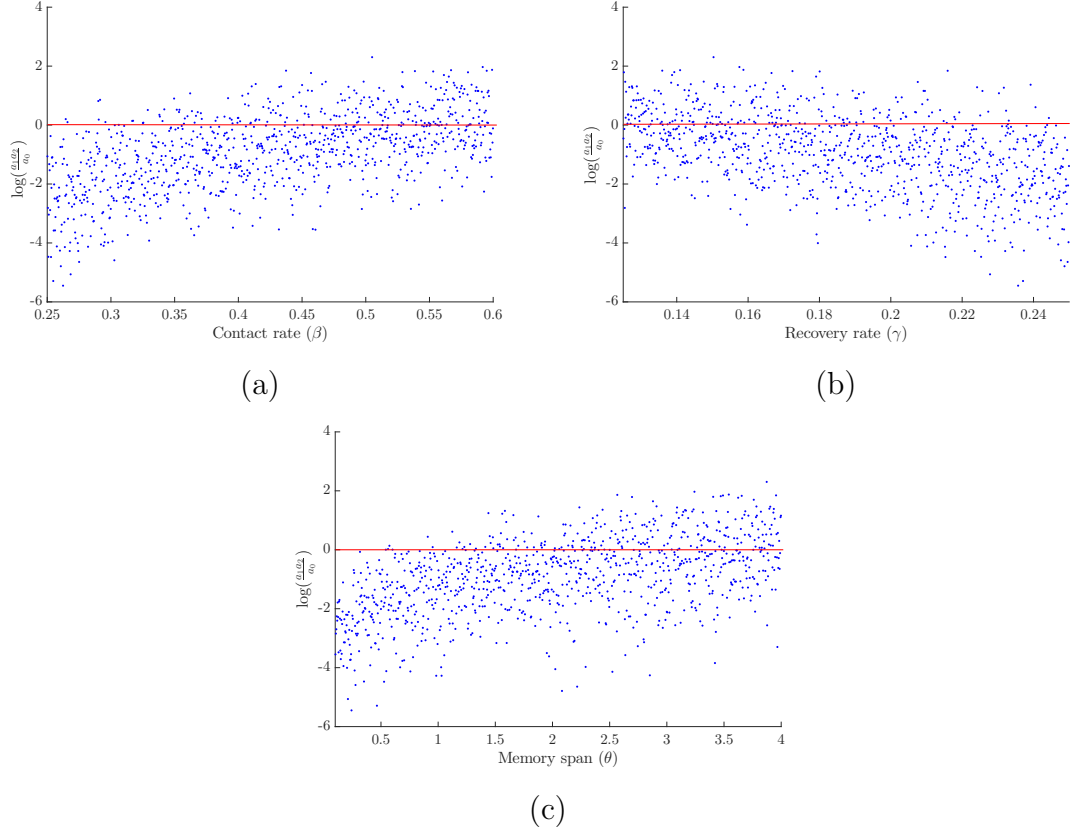 4
2
0
-2
-4
-6
log(a₁a₂/a₀)
0.25 0.3 0.35 0.4 0.45 0.5 0.55 0.6
Contact rate (β)
(a)
4
2
0
-2
-4
-6
log(a₁a₂/a₀)
0.14 0.16 0.18 0.2 0.22 0.24
Recovery rate (γ)
(b)
4
2
0
-2
-4
-6
log(a₁a₂/a₀)
0.5 1 1.5 2 2.5 3 3.5 4
Memory span (θ)
(c)